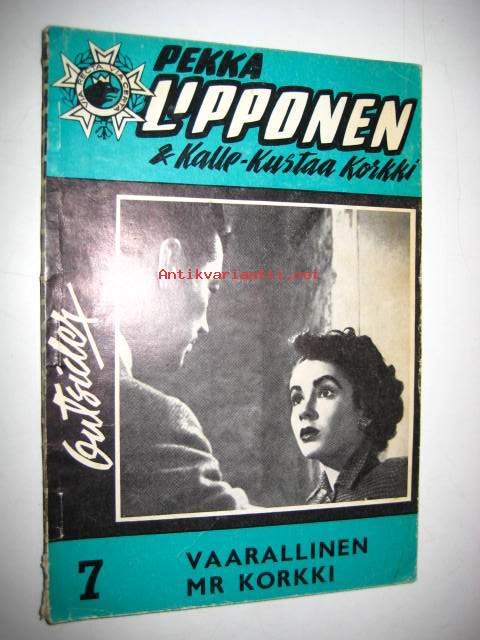 PEKKA
LIPPONEN
& Kalle-Kustaa Korkki
Antikvariaatti.net
Outsider
7
VAARALLINEN
MR KORKKI